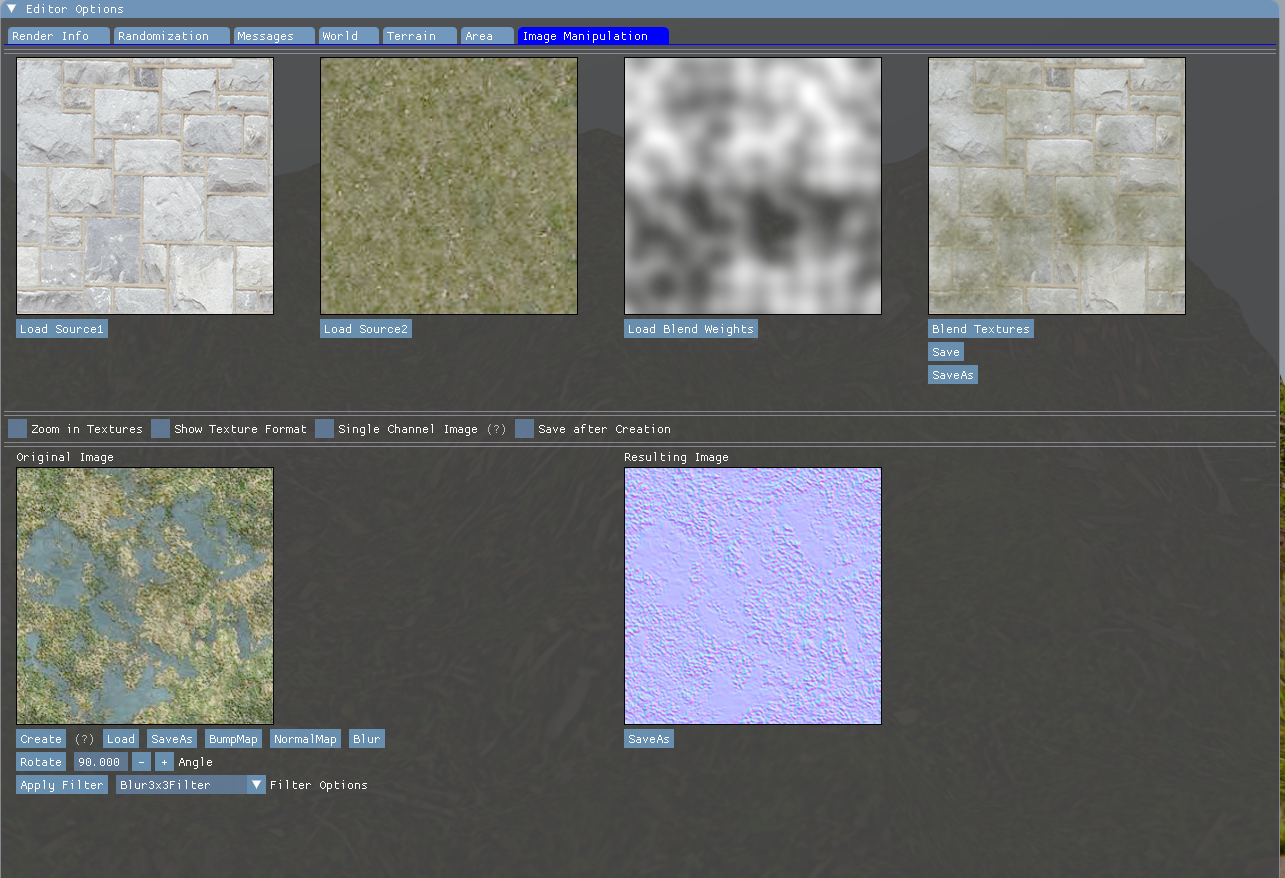 Editor Options
Render Info Randomization Messages World Terrain Area Image Manipulation
Load Source1 Load Source2 Load Blend Weights Blend Textures
Save
SaveAs
Zoom in Textures Show Texture Format Single Channel Image (?) Save after Creation
Original Image Resulting Image
Create (?) Load SaveAs BumpMap NormalMap Blur SaveAs
Rotate 90.000 - + Angle
Apply Filter Blur3x3Filter Filter Options